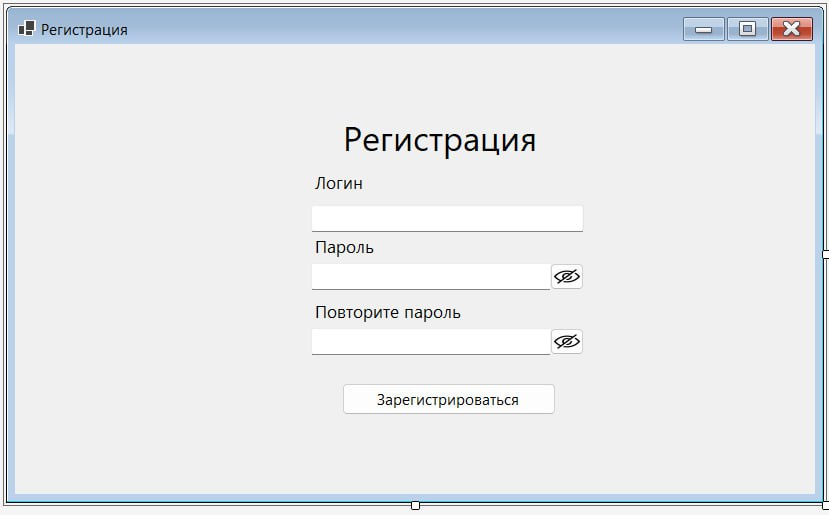 Регистрация
Регистрация
Логин
Пароль
Повторите пароль
Зарегистрироваться